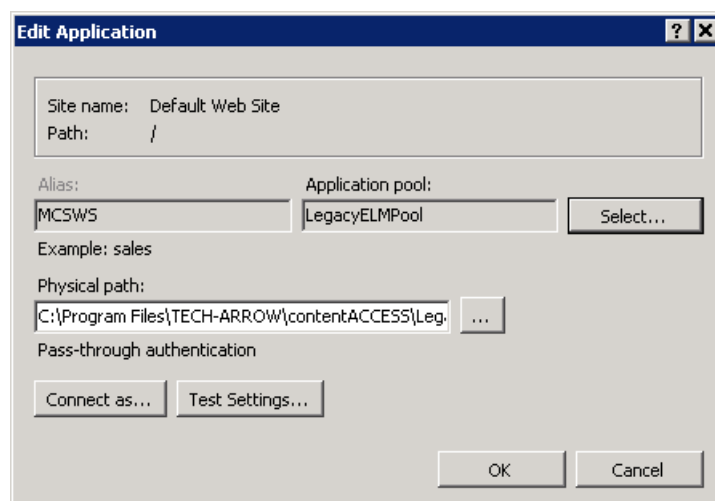 Edit Application
? X
Site name: Default Web Site
Path: /
Alias: Application pool:
MCSWS LegacyELMPool Select...
Example: sales
Physical path:
C:\Program Files\TECH-ARROW\contentACCESS\Leg ...
Pass-through authentication
Connect as... Test Settings...
OK Cancel